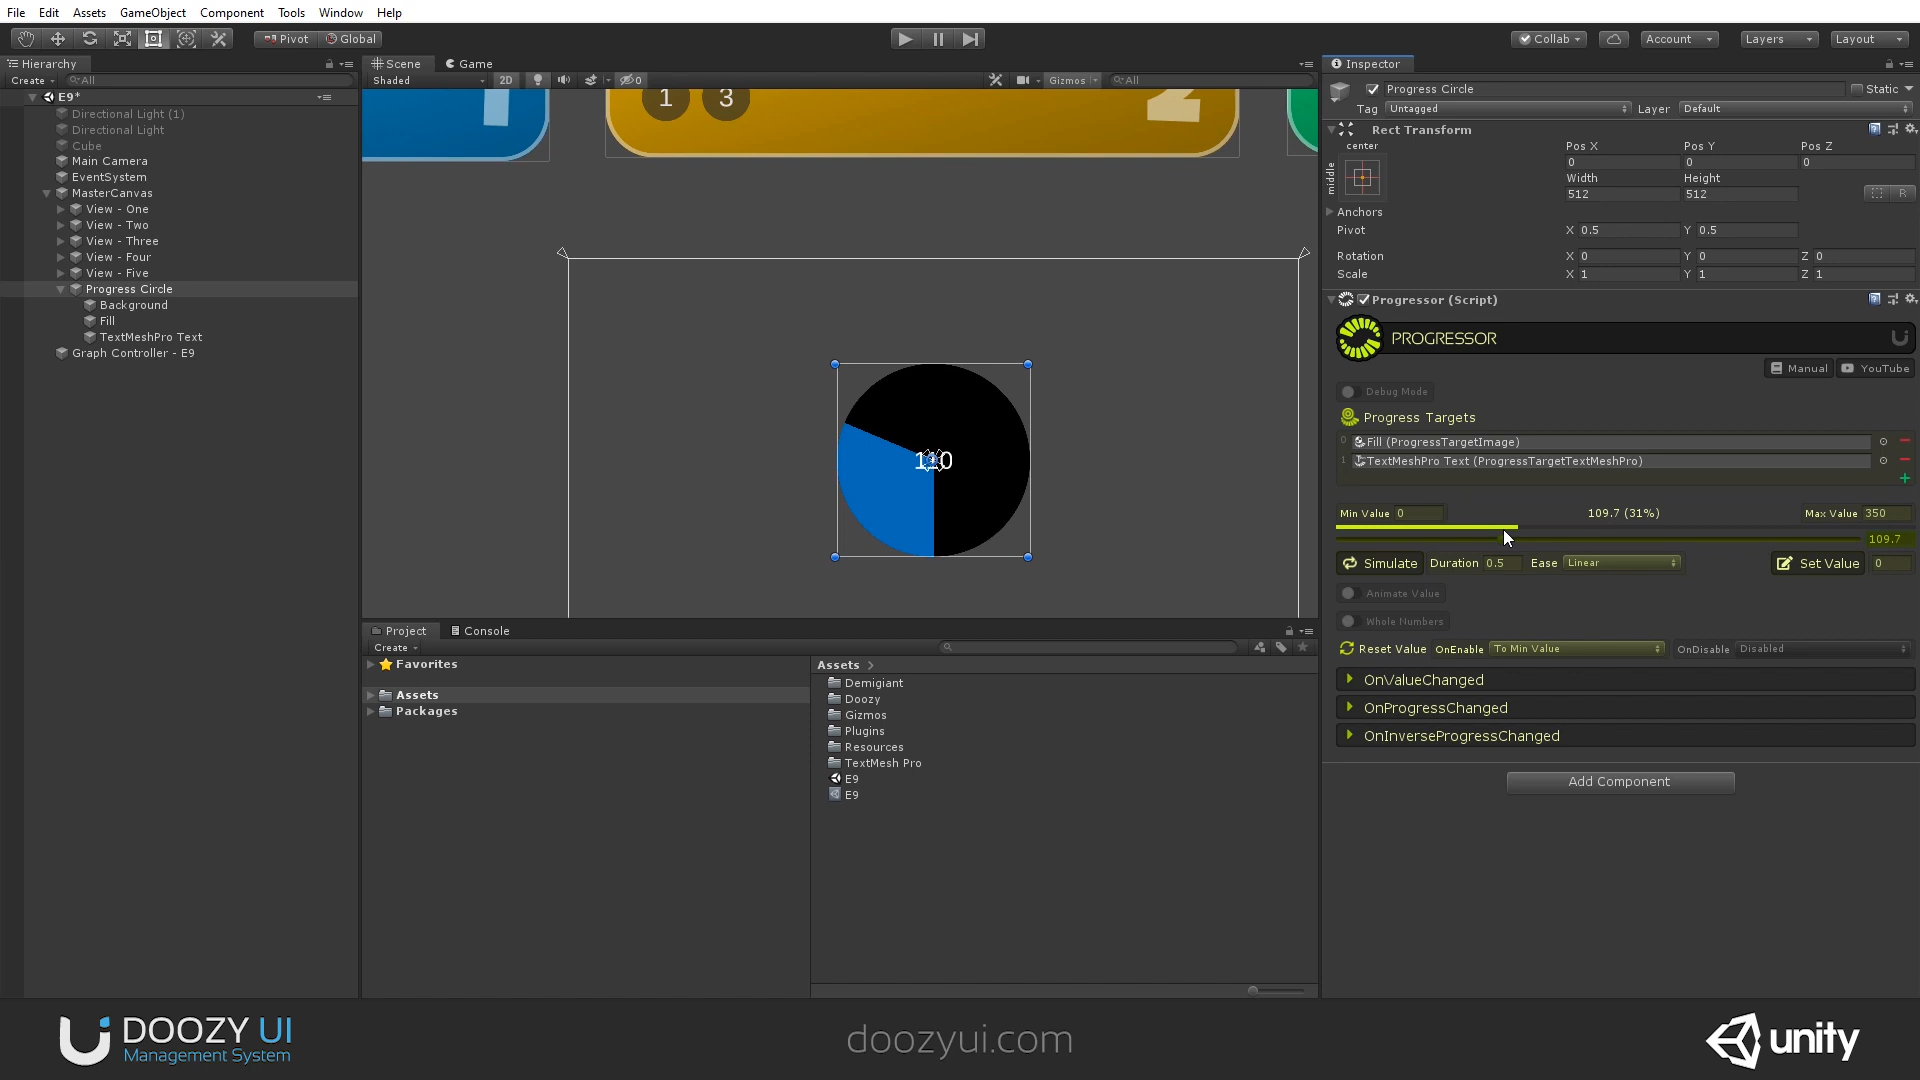 File Edit Assets GameObject Component Tools Window Help
Pivot Global
Collab Account Layers Layout
Hierarchy
Create All
E9*
Directional Light (1)
Directional Light
Cube
Main Camera
EventSystem
MasterCanvas
View - One
View - Two
View - Three
View - Four
View - Five
Progress Circle
Background
Fill
TextMeshPro Text
Graph Controller - E9
Scene Game
Shaded 2D 0 Gizmos All
1 3 2
Project Console
Create
Favorites
Assets
Packages
Assets
Demigiant
Doozy
Gizmos
Plugins
Resources
TextMesh Pro
E9
E9
Inspector
Progress Circle Static
Tag Untagged Layer Default
Rect Transform
center
middle
Pos X Pos Y Pos Z
0 0 0
Width Height
512 512 R
Anchors
Pivot X 0.5 Y 0.5
Rotation X 0 Y 0 Z 0
Scale X 1 Y 1 Z 1
Progressor (Script)
PROGRESSOR
Manual YouTube
Debug Mode
Progress Targets
0 Fill (ProgressTargetImage)
1 TextMeshPro Text (ProgressTargetTextMeshPro)
Min Value 0 109.7 (31%) Max Value 350
109.7
Simulate Duration 0.5 Ease Linear Set Value 0
Animate Value
Whole Numbers
Reset Value OnEnable To Min Value OnDisable Disabled
OnValueChanged
OnProgressChanged
OnInverseProgressChanged
Add Component
DOOZY UI
Management System
doozyui.com
unity